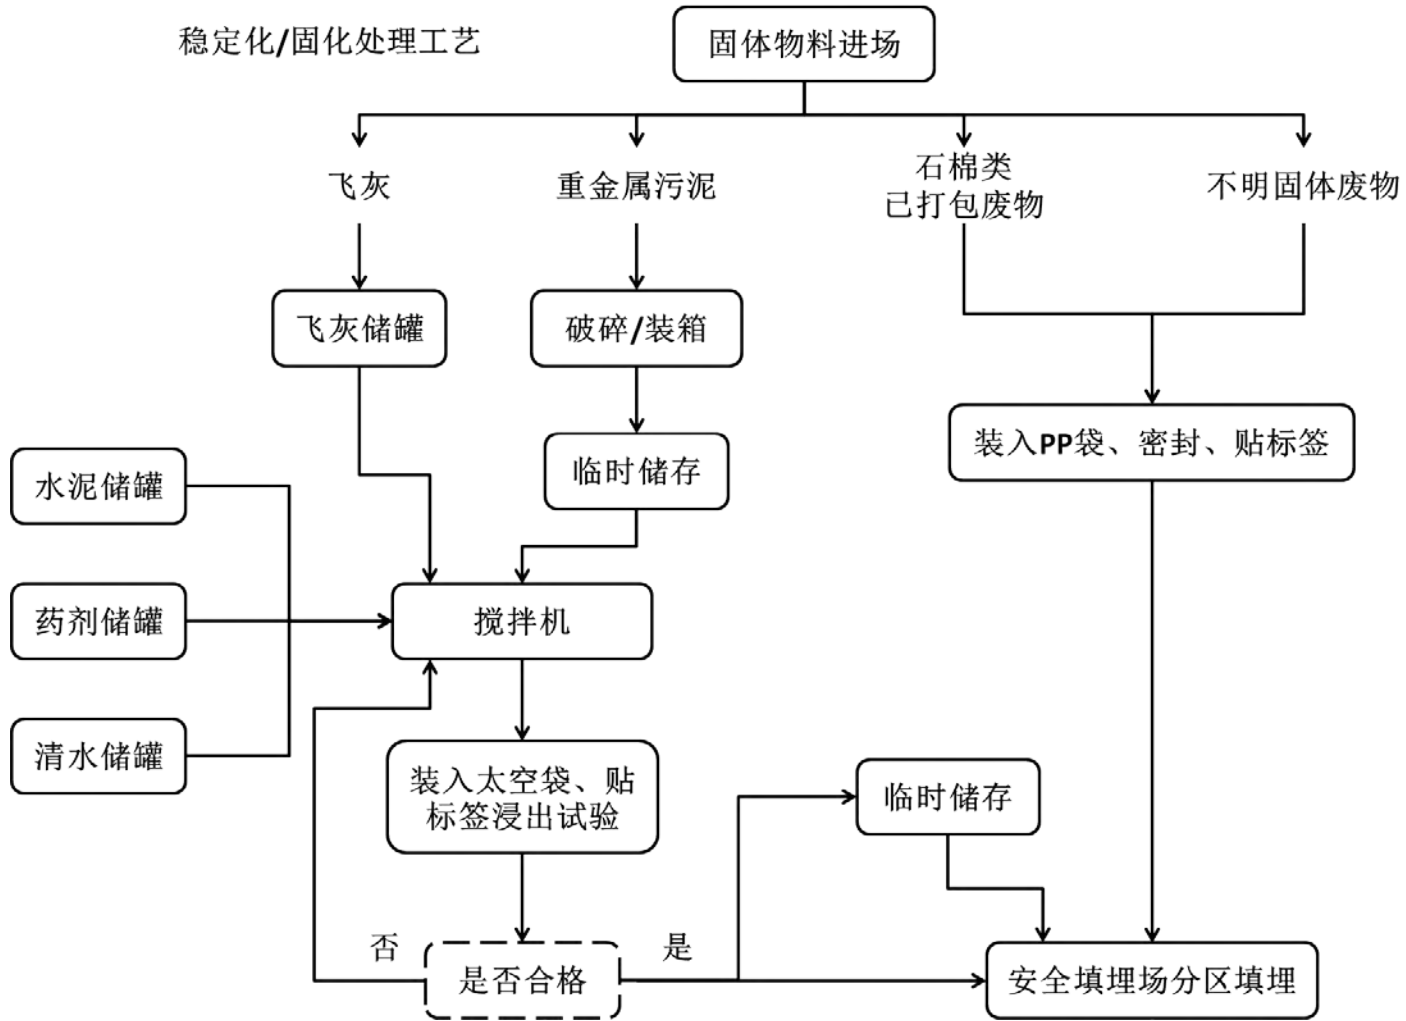 稳定化/固化处理工艺
固体物料进场
飞灰
重金属污泥
石棉类
已打包废物
不明固体废物
飞灰储罐
破碎/装箱
装入PP袋、密封、贴标签
水泥储罐
临时储存
药剂储罐
搅拌机
清水储罐
装入太空袋、贴
标签浸出试验
临时储存
否
是
是否合格
安全填埋场分区填埋